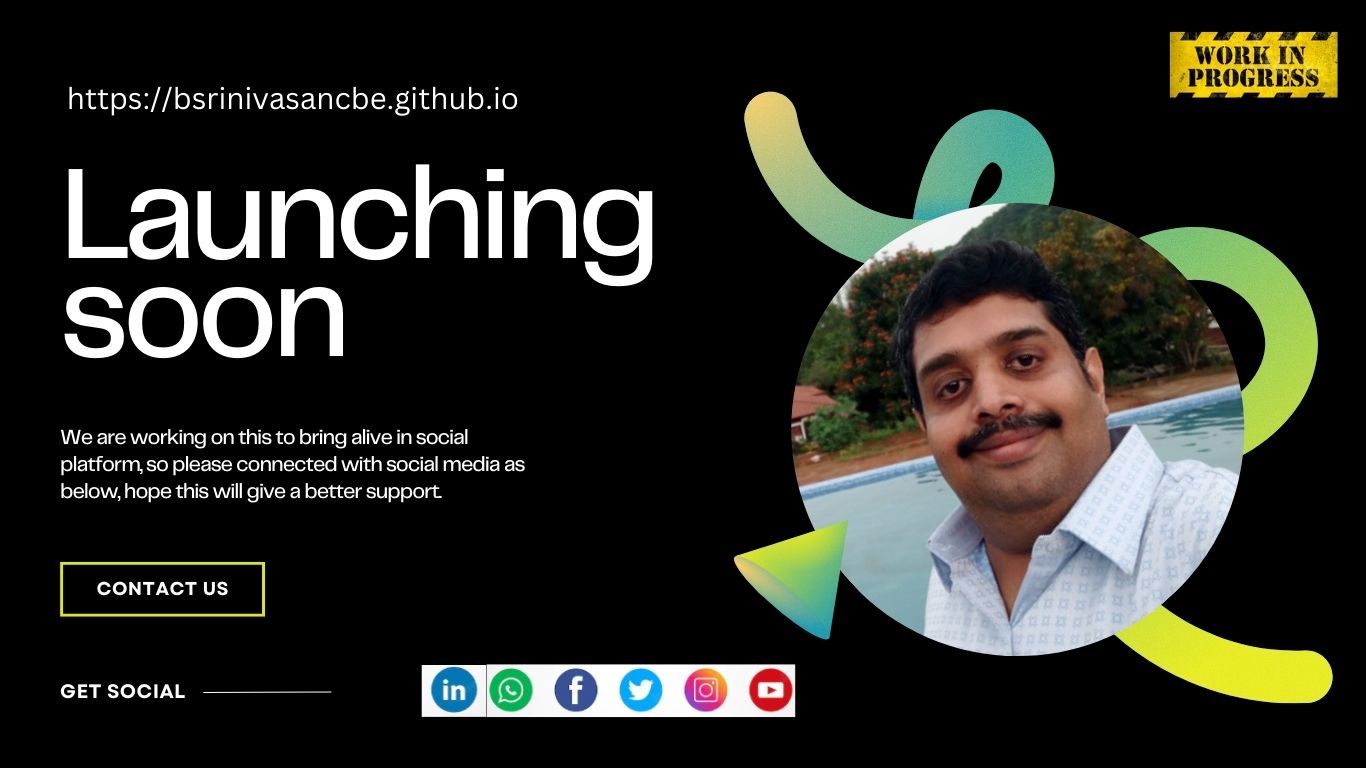 WORK IN
PROGRESS
https://bsrinivasancbe.github.io
Launching
soon
We are working on this to bring alive in social
platform, so please connected with social media as
below, hope this will give a better support.
CONTACT US
GET SOCIAL
in
f